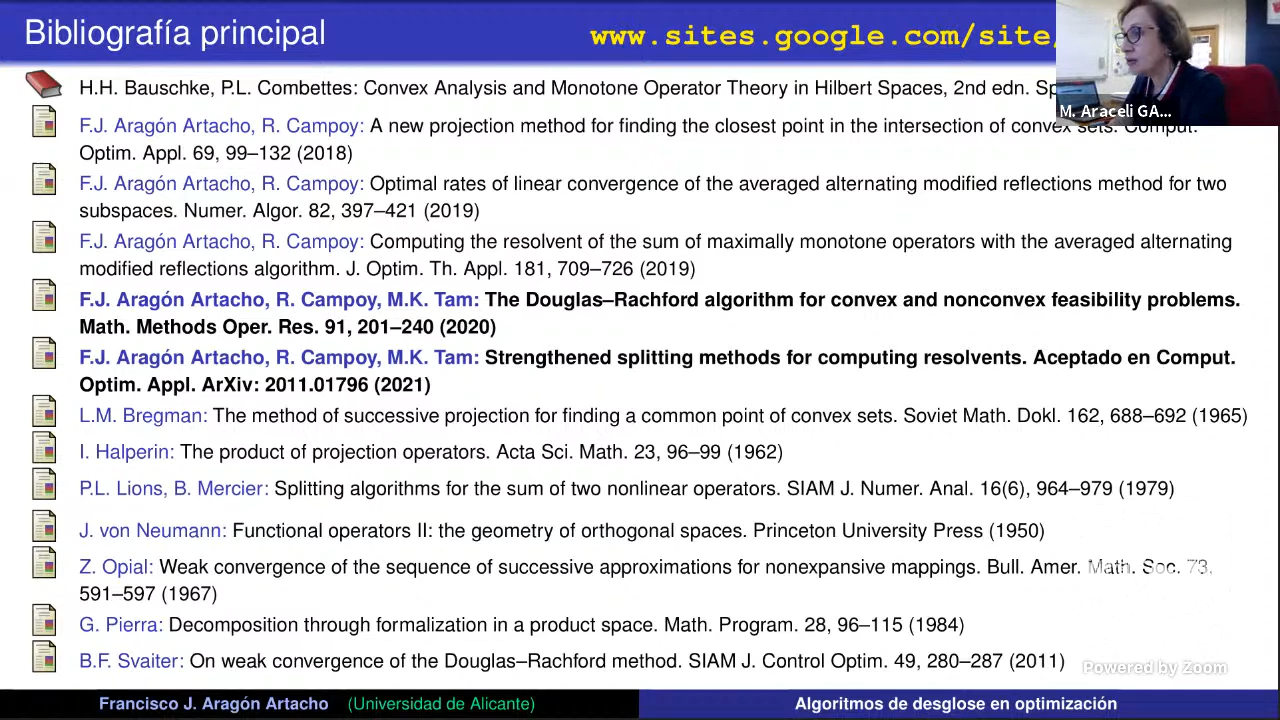 Bibliografía principal
www.sites.google.com/site/
H.H. Bauschke, P.L. Combettes: Convex Analysis and Monotone Operator Theory in Hilbert Spaces, 2nd edn.
M. Araceli GA...
F.J. Aragón Artacho, R. Campoy: A new projection method for finding the closest point in the intersection of convex sets. Comput.
Optim. Appl. 69, 99–132 (2018)
F.J. Aragón Artacho, R. Campoy: Optimal rates of linear convergence of the averaged alternating modified reflections method for two
subspaces. Numer. Algor. 82, 397–421 (2019)
F.J. Aragón Artacho, R. Campoy: Computing the resolvent of the sum of maximally monotone operators with the averaged alternating
modified reflections algorithm. J. Optim. Th. Appl. 181, 709–726 (2019)
F.J. Aragón Artacho, R. Campoy, M.K. Tam: The Douglas–Rachford algorithm for convex and nonconvex feasibility problems.
Math. Methods Oper. Res. 91, 201–240 (2020)
F.J. Aragón Artacho, R. Campoy, M.K. Tam: Strengthened splitting methods for computing resolvents. Aceptado en Comput.
Optim. Appl. ArXiv: 2011.01796 (2021)
L.M. Bregman: The method of successive projection for finding a common point of convex sets. Soviet Math. Dokl. 162, 688–692 (1965)
I. Halperin: The product of projection operators. Acta Sci. Math. 23, 96–99 (1962)
P.L. Lions, B. Mercier: Splitting algorithms for the sum of two nonlinear operators. SIAM J. Numer. Anal. 16(6), 964–979 (1979)
J. von Neumann: Functional operators II: the geometry of orthogonal spaces. Princeton University Press (1950)
Z. Opial: Weak convergence of the sequence of successive approximations for nonexpansive mappings. Bull. Amer. Math. Soc. 73,
591–597 (1967)
G. Pierra: Decomposition through formalization in a product space. Math. Program. 28, 96–115 (1984)
B.F. Svaiter: On weak convergence of the Douglas–Rachford method. SIAM J. Control Optim. 49, 280–287 (2011)
Powered by Zoom
Francisco J. Aragón Artacho (Universidad de Alicante)
Algoritmos de desglose en optimización